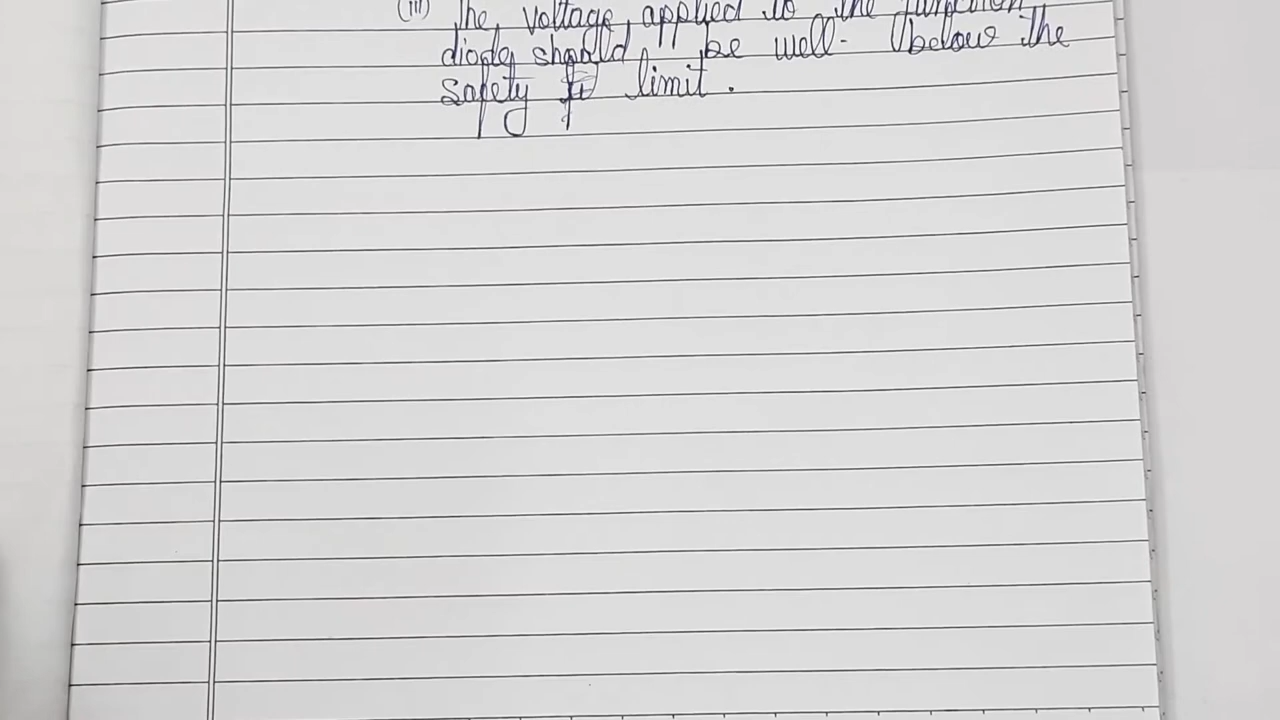 (iii) The voltage applied to the junction
diode should be well- below the
safety limit.